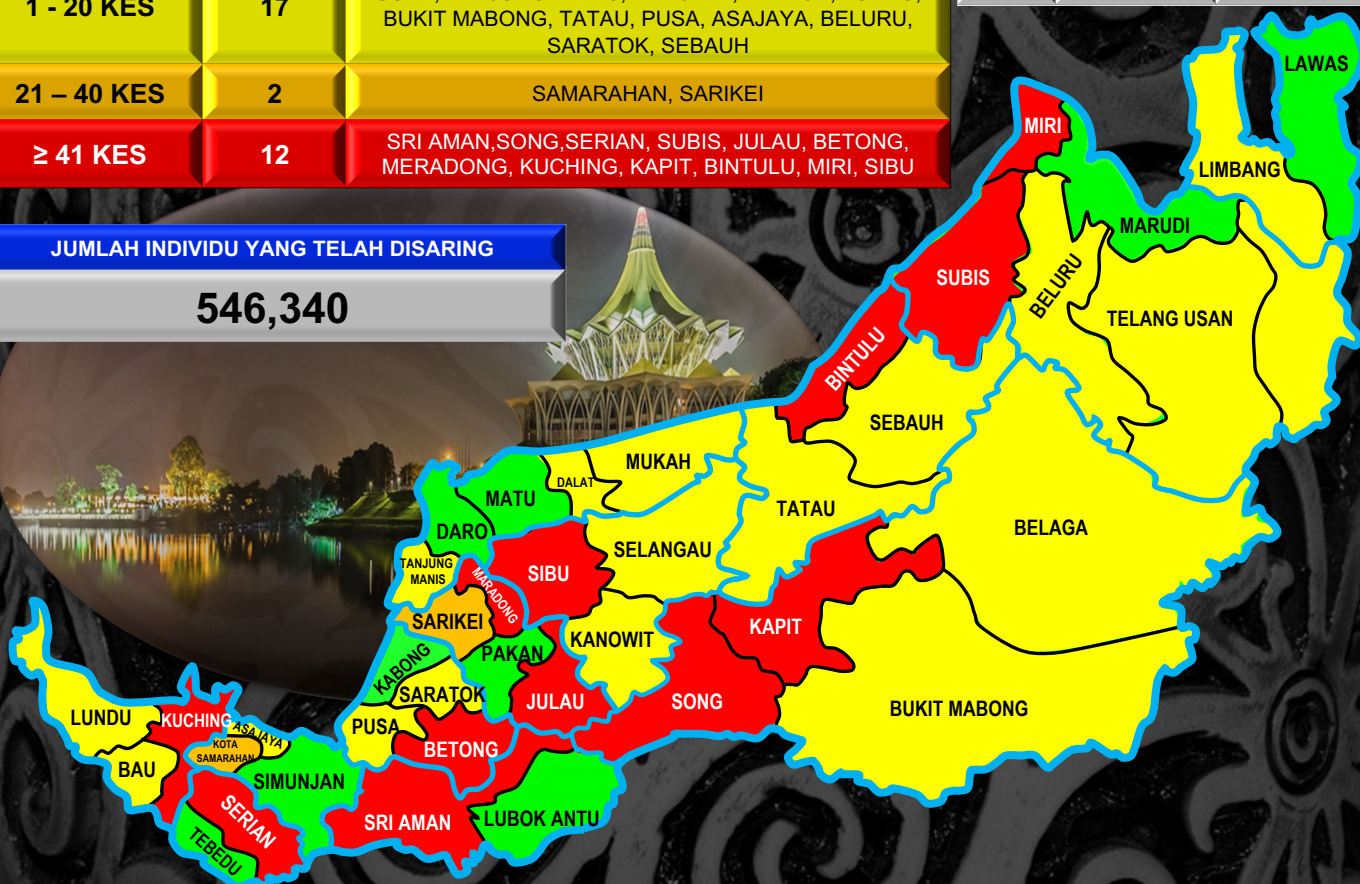 1 - 20 KES
17
BUKIT MABONG, TATAU, PUSA, ASAJAYA, BELURU,
SARATOK, SEBAUH
21 – 40 KES
2
SAMARAHAN, SARIKEI
≥ 41 KES
12
SRI AMAN,SONG,SERIAN, SUBIS, JULAU, BETONG,
MERADONG, KUCHING, KAPIT, BINTULU, MIRI, SIBU
JUMLAH INDIVIDU YANG TELAH DISARING
546,340
LAWAS
MIRI
LIMBANG
MARUDI
SUBIS
BELURU
TELANG USAN
BINTULU
SEBAUH
MUKAH
DALAT
MATU
TATAU
DARO
BELAGA
SELANGAU
TANJUNG
MANIS
SIBU
MARADONG
SARIKEI
KAPIT
KANOWIT
PAKAN
KABONG
SARATOK
JULAU
SONG
BUKIT MABONG
LUNDU
KUCHING
PUSA
ASAJAYA
BETONG
KOTA
SAMARAHAN
BAU
SIMUNJAN
SERIAN
SRI AMAN
LUBOK ANTU
TEBEDU